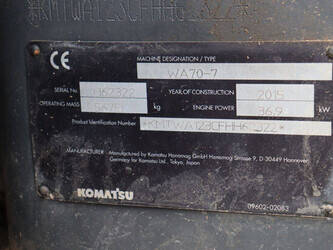 CE
MACHINE DESIGNATION / TYPE
WA70-7
SERIAL NO
YEAR OF CONSTRUCTION 2015
OPERATING MASS kg ENGINE POWER 36.9 kW
Product Identification Number
MANUFACTURER: Manufactured by Komatsu Hanomag GmbH Hanomag Strasse 9, D-30449 Hannover
Germany for Komatsu Ltd., Tokyo, Japan
KOMATSU
09602-02083